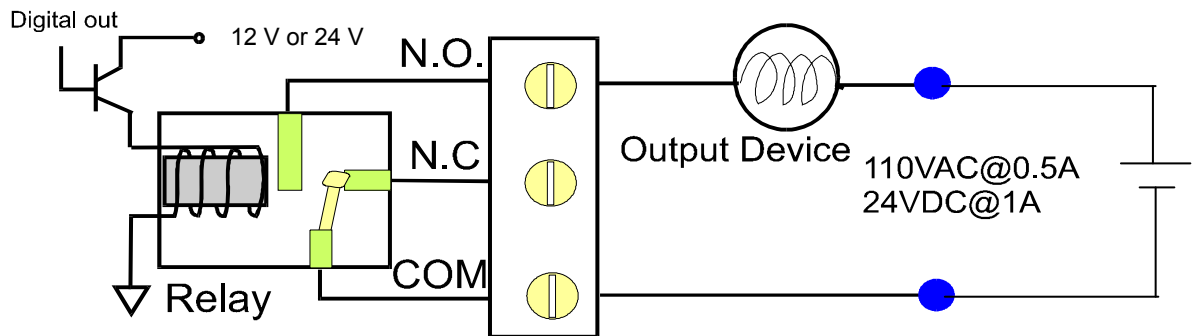 Digital out
12 V or 24 V
N.O.
N.C
COM
Relay
Output Device
110VAC@0.5A
24VDC@1A